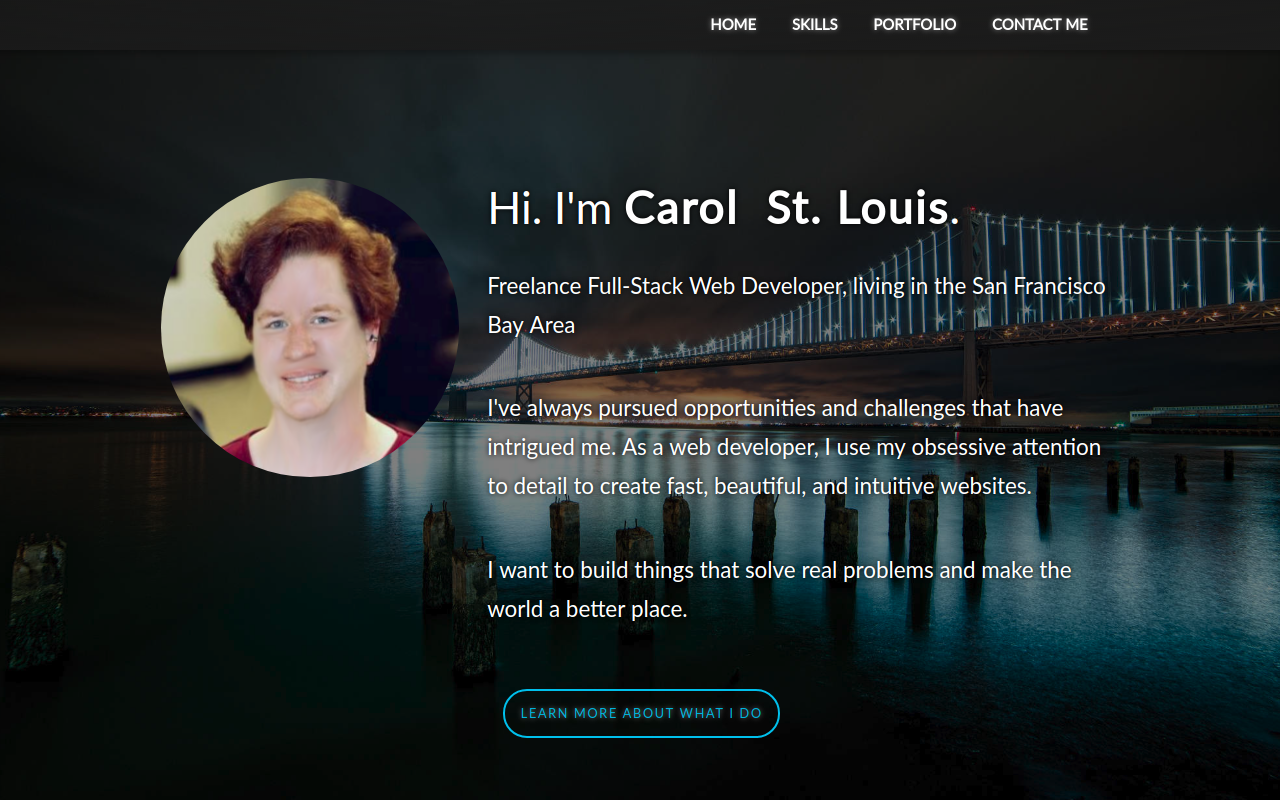 HOME SKILLS PORTFOLIO CONTACT ME
Hi. I'm Carol St. Louis.
Freelance Full-Stack Web Developer, living in the San Francisco
Bay Area
I've always pursued opportunities and challenges that have
intrigued me. As a web developer, I use my obsessive attention
to detail to create fast, beautiful, and intuitive websites.
I want to build things that solve real problems and make the
world a better place.
LEARN MORE ABOUT WHAT I DO